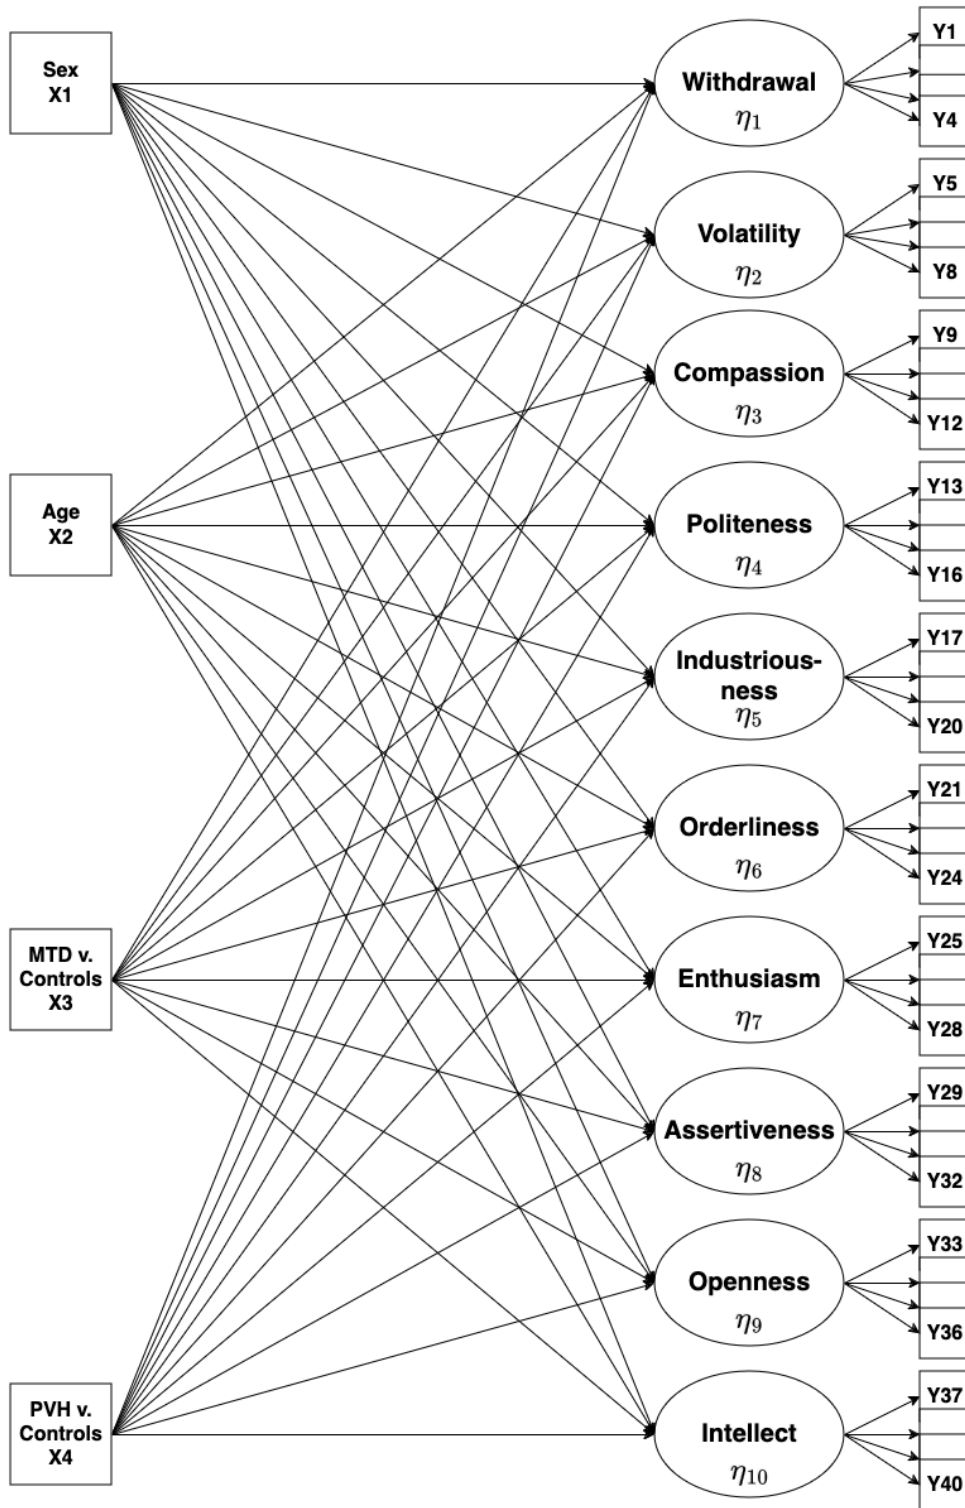 Sex
X1
Age
X2
MTD v.
Controls
X3
PVH v.
Controls
X4
Withdrawal
η1
Volatility
η2
Compassion
η3
Politeness
η4
Industrious-
ness
η5
Orderliness
η6
Enthusiasm
η7
Assertiveness
η8
Openness
η9
Intellect
η10
Y1
Y4
Y5
Y8
Y9
Y12
Y13
Y16
Y17
Y20
Y21
Y24
Y25
Y28
Y29
Y32
Y33
Y36
Y37
Y40